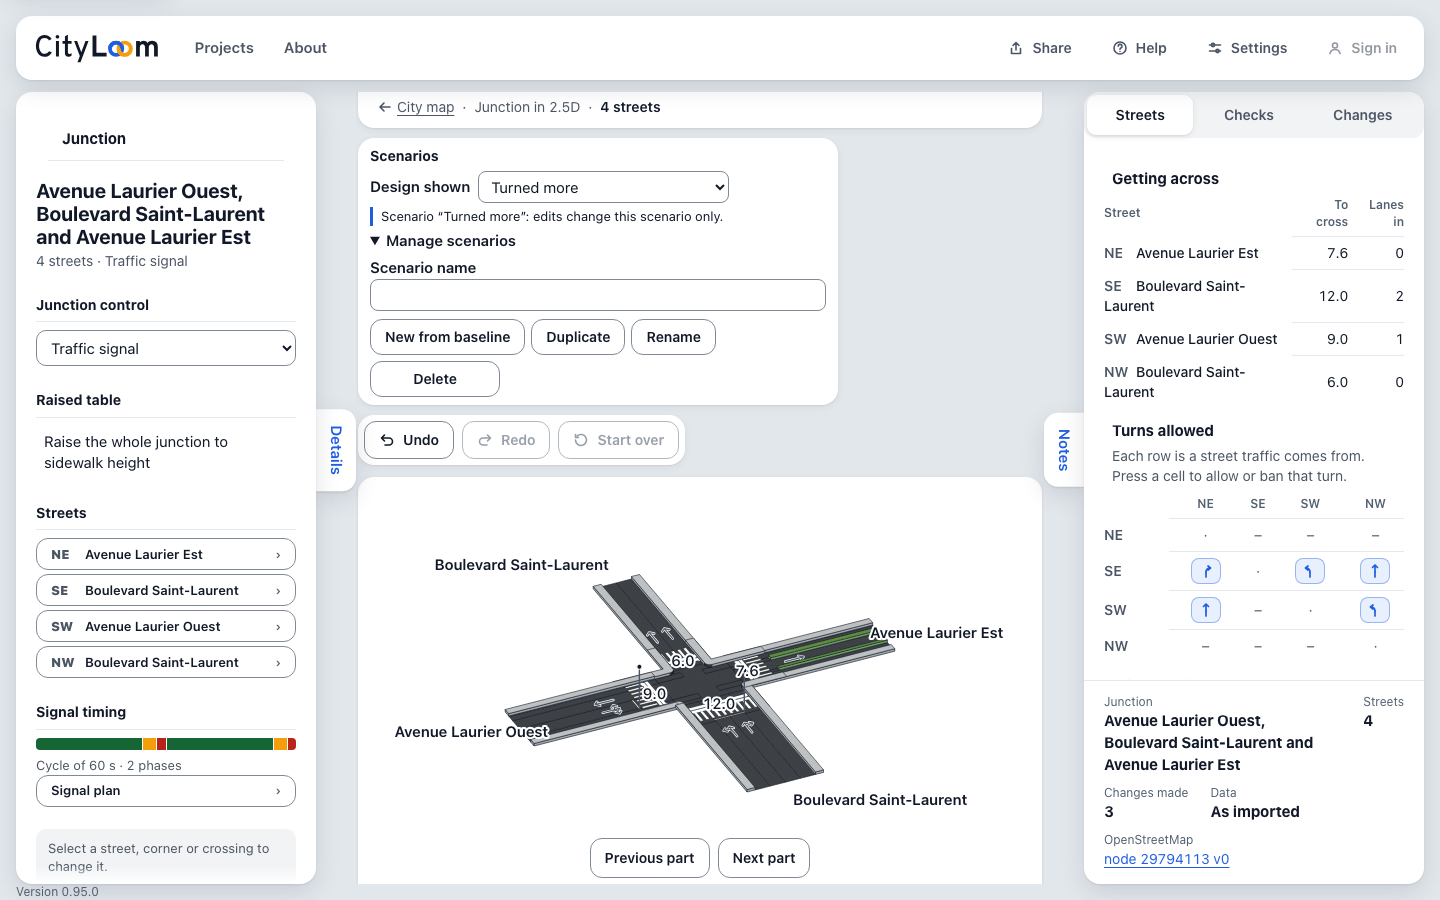 CityLoom
Projects
About
Share
Help
Settings
Sign in
Junction
Avenue Laurier Ouest,
Boulevard Saint-Laurent
and Avenue Laurier Est
4 streets · Traffic signal
Junction control
Traffic signal
Raised table
Raise the whole junction to
sidewalk height
Streets
NE Avenue Laurier Est ›
SE Boulevard Saint-Laurent ›
SW Avenue Laurier Ouest ›
NW Boulevard Saint-Laurent ›
Signal timing
Cycle of 60 s · 2 phases
Signal plan ›
Select a street, corner or crossing to
change it.
Version 0.95.0
Details
← City map · Junction in 2.5D · 4 streets
Scenarios
Design shown Turned more
Scenario “Turned more”: edits change this scenario only.
▼ Manage scenarios
Scenario name
New from baseline
Duplicate
Rename
Delete
Undo
Redo
Start over
Boulevard Saint-Laurent
Avenue Laurier Est
6.0
7.6
9.0
12.0
Avenue Laurier Ouest
Boulevard Saint-Laurent
Previous part
Next part
Notes
Streets
Checks
Changes
Getting across
Street To cross Lanes in
NE Avenue Laurier Est 7.6 0
SE Boulevard Saint-
Laurent 12.0 2
SW Avenue Laurier Ouest 9.0 1
NW Boulevard Saint-
Laurent 6.0 0
Turns allowed
Each row is a street traffic comes from.
Press a cell to allow or ban that turn.
NE SE SW NW
NE · – – –
SE ↱ · ↰ ↑
SW ↑ – · ↰
NW – – – ·
Junction
Avenue Laurier Ouest,
Boulevard Saint-Laurent and
Avenue Laurier Est
Streets
4
Changes made
3
Data
As imported
OpenStreetMap
node 29794113 v0